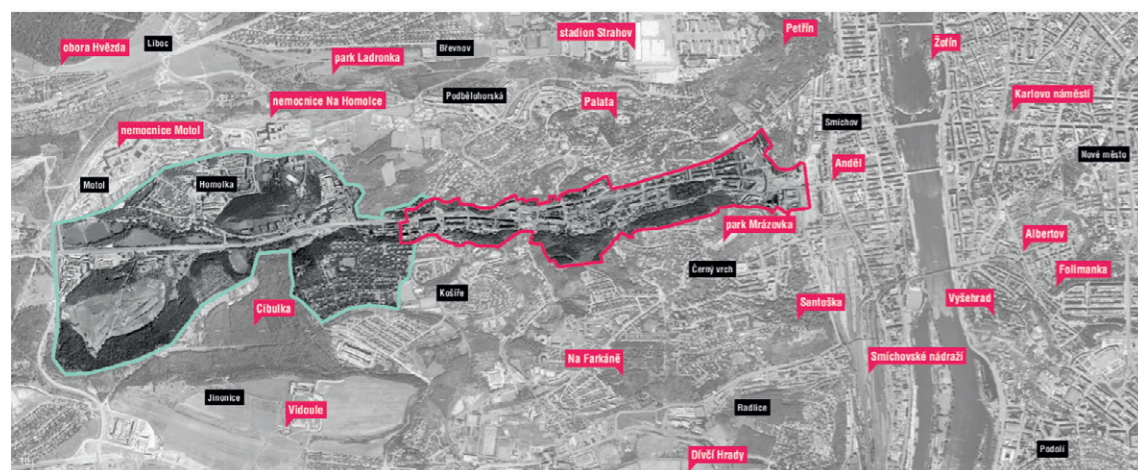 obora Hvězda
Liboc
park Ladronka
Břevnov
stadion Strahov
Petřín
Žofín
nemocnice Na Homolce
Podbělohorská
Palata
Karlovo náměstí
nemocnice Motol
Smíchov
Nové město
Motol
Homolka
Anděl
park Mrázovka
Albertov
Černý vrch
Folimanka
Cibulka
Košíře
Santoška
Vyšehrad
Na Farkáně
Smíchovské nádraží
Jinonice
Vidoule
Radlice
Dívčí Hrady
Podolí